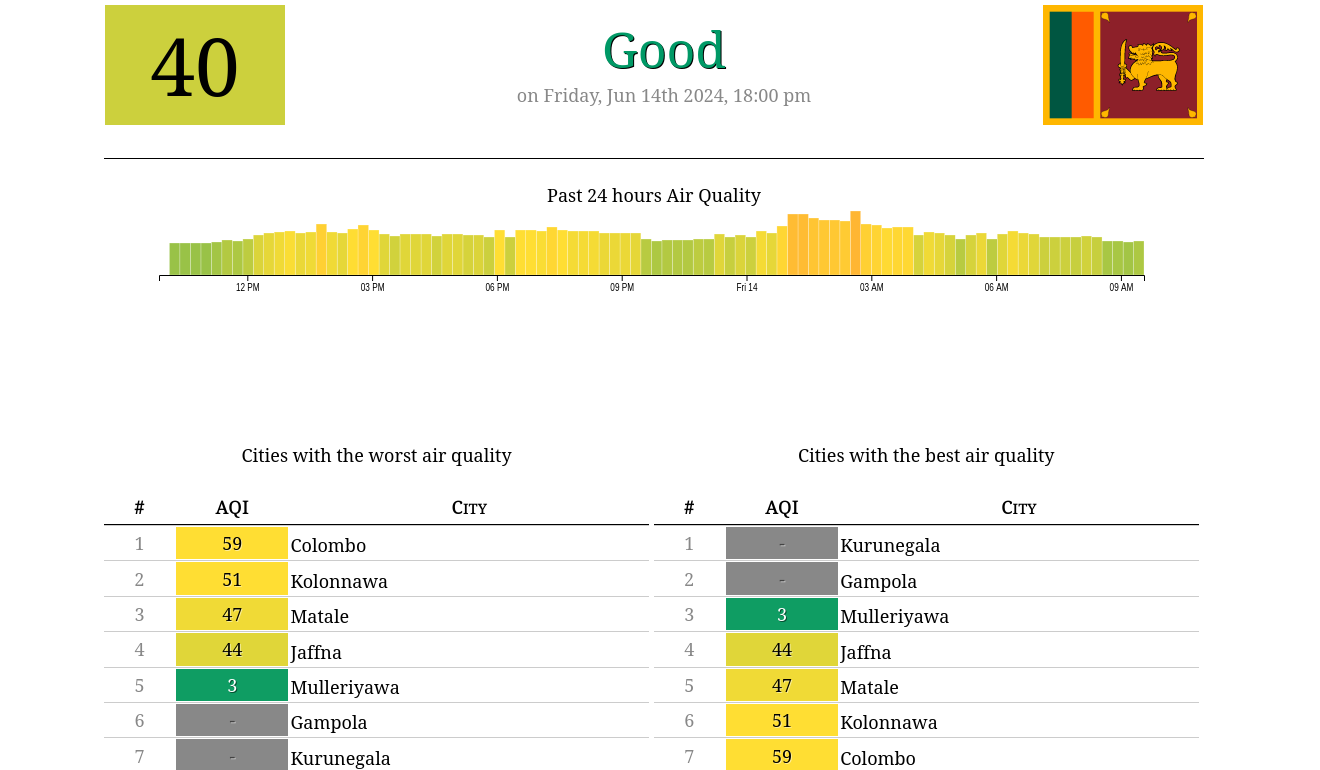 40
Good
on Friday, Jun 14th 2024, 18:00 pm
Past 24 hours Air Quality
12 PM 03 PM 06 PM 09 PM Fri 14 03 AM 06 AM 09 AM
Cities with the worst air quality
# AQI City
1 59 Colombo
2 51 Kolonnawa
3 47 Matale
4 44 Jaffna
5 3 Mulleriyawa
6 - Gampola
7 - Kurunegala
Cities with the best air quality
# AQI City
1 - Kurunegala
2 - Gampola
3 3 Mulleriyawa
4 44 Jaffna
5 47 Matale
6 51 Kolonnawa
7 59 Colombo